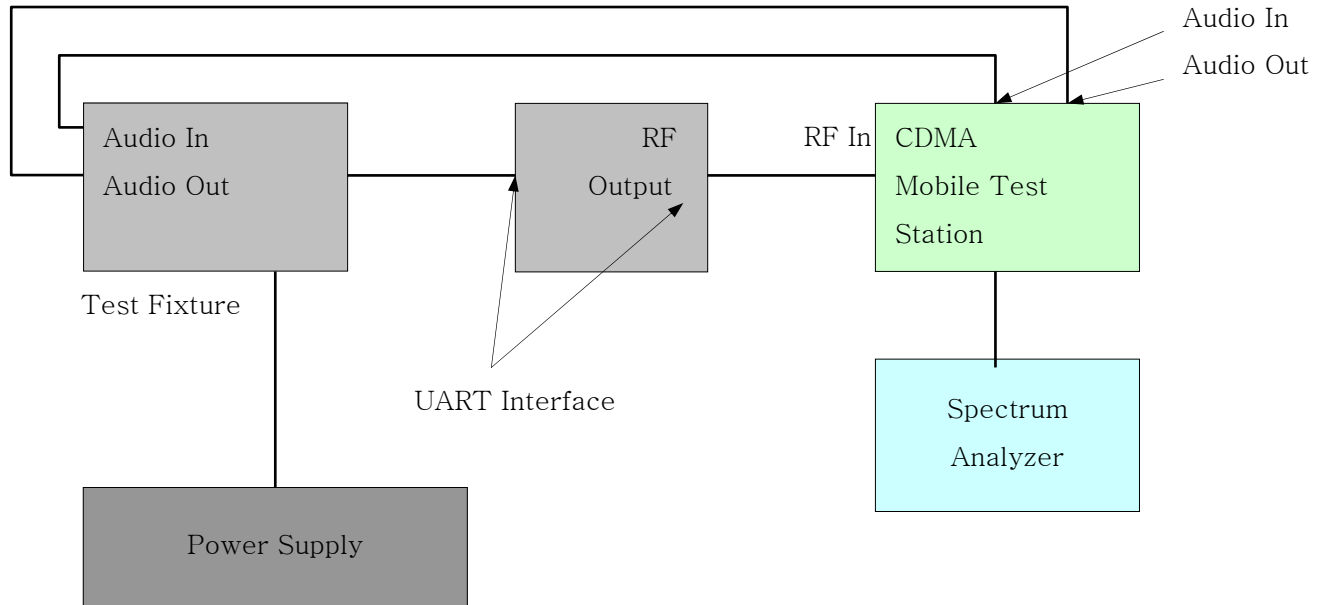 Audio In
Audio Out
Audio In
Audio Out
RF
Output
RF In
CDMA
Mobile Test
Station
Test Fixture
UART Interface
Spectrum
Analyzer
Power Supply